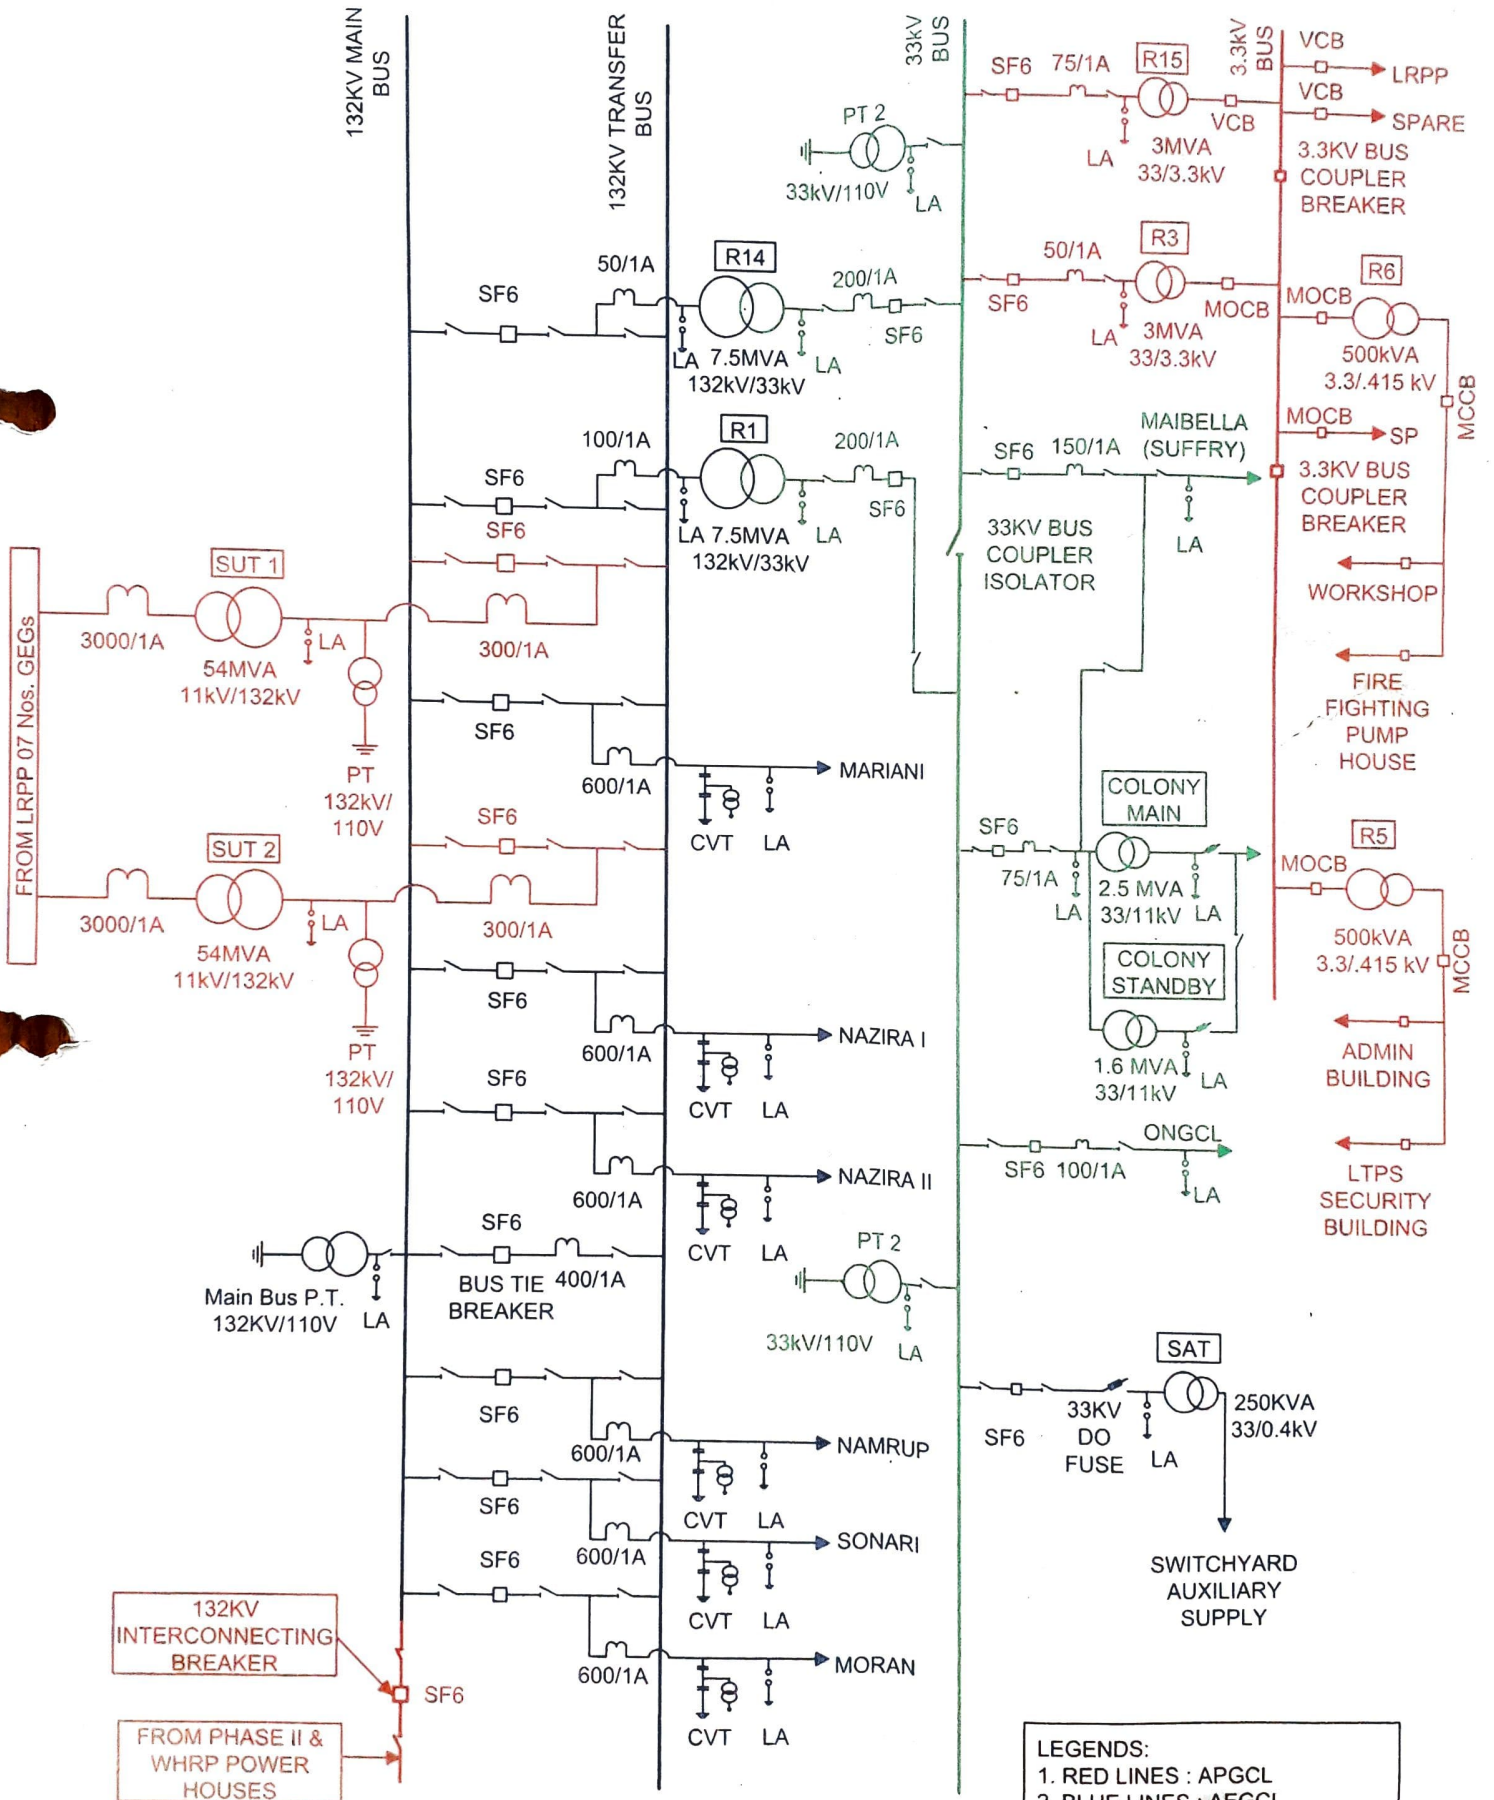 132KV MAIN
BUS
132KV TRANSFER
BUS
33kV
BUS
3.3kV
BUS
VCB
LRPP
VCB
SPARE
SF6
75/1A
R15
VCB
LA
3MVA
33/3.3kV
3.3KV BUS
COUPLER
BREAKER
PT 2
33kV/110V
LA
50/1A
R3
SF6
MOCB
LA
3MVA
33/3.3kV
R6
MOCB
500kVA
3.3/.415 kV
MCCB
MOCB
SP
3.3KV BUS
COUPLER
BREAKER
WORKSHOP
FIRE
FIGHTING
PUMP
HOUSE
SF6
50/1A
R14
200/1A
SF6
LA
7.5MVA
132kV/33kV
LA
SF6
100/1A
R1
200/1A
SF6
LA
7.5MVA
132kV/33kV
LA
SF6
150/1A
MAIBELLA
(SUFFRY)
LA
33KV BUS
COUPLER
ISOLATOR
FROM LRPP 07 Nos. GEGs
SF6
SUT 1
3000/1A
54MVA
11kV/132kV
LA
300/1A
PT
132kV/
110V
SF6
600/1A
MARIANI
CVT
LA
SF6
SUT 2
3000/1A
54MVA
11kV/132kV
LA
300/1A
PT
132kV/
110V
SF6
600/1A
NAZIRA I
CVT
LA
SF6
600/1A
NAZIRA II
CVT
LA
COLONY
MAIN
SF6
75/1A
LA
2.5 MVA
33/11kV
LA
COLONY
STANDBY
1.6 MVA
33/11kV
LA
MOCB
R5
500kVA
3.3/.415 kV
MCCB
ADMIN
BUILDING
LTPS
SECURITY
BUILDING
ONGCL
SF6 100/1A
LA
Main Bus P.T.
132KV/110V
LA
SF6
BUS TIE
BREAKER
400/1A
PT 2
33kV/110V
LA
SF6
600/1A
NAMRUP
CVT
LA
SF6
600/1A
SONARI
CVT
LA
SF6
600/1A
MORAN
CVT
LA
SAT
SF6
33KV
DO
FUSE
LA
250KVA
33/0.4kV
SWITCHYARD
AUXILIARY
SUPPLY
132KV
INTERCONNECTING
BREAKER
SF6
FROM PHASE II &
WHRP POWER
HOUSES
LEGENDS:
1. RED LINES : APGCL
2. BLUE LINES : AEGCL